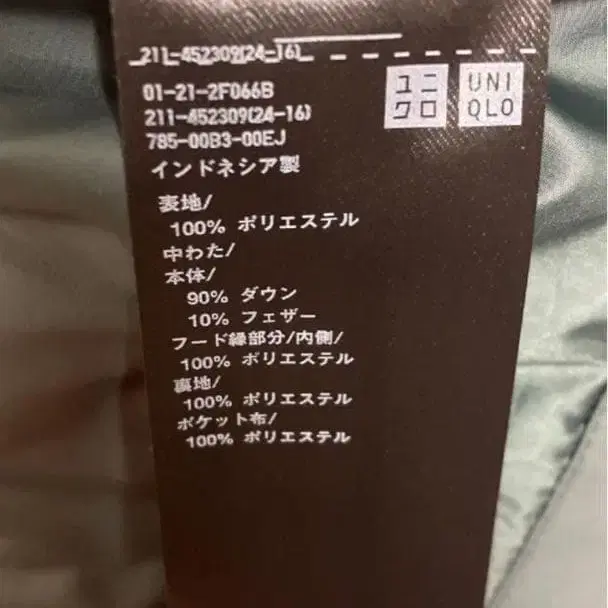 211-452309(24-16)
ユニ
クロ
UNI
QLO
01-21-2F066B
211-452309(24-16)
785-00B3-00EJ
インドネシア製
表地/
100% ポリエステル
中わた/
本体/
90% ダウン
10% フェザー
フード縁部分/内側/
100% ポリエステル
裏地/
100% ポリエステル
ポケット布/
100% ポリエステル